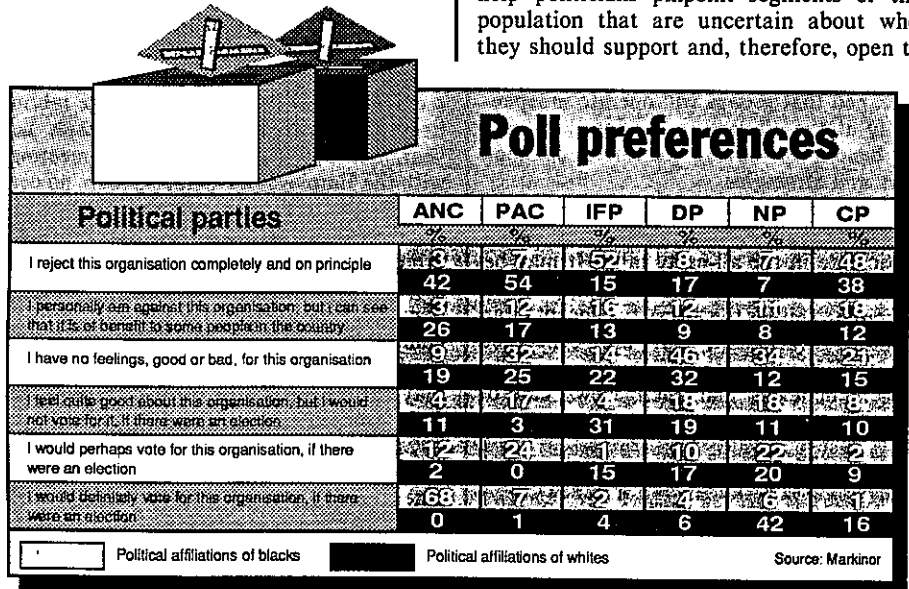 population that are uncertain about who
they should support and, therefore, open t
Poll preferences
Political parties ANC PAC IFP DP NP CP
% % % % % %
I reject this organisation completely and on principle 3 7 52 8 7 48
42 54 15 17 7 38
I personally am against this organisation, but I can see 3 12 16 12 11 18
that it is of benefit to some people in the country 26 17 13 9 8 12
I have no feelings, good or bad, for this organisation 9 32 14 46 34 21
19 25 22 32 12 15
I feel quite good about this organisation, but I would 4 17 4 18 18 8
not vote for it, if there were an election 11 3 31 19 11 10
I would perhaps vote for this organisation, if there 12 24 1 10 22 2
were an election 2 0 15 17 20 9
I would definitely vote for this organisation, if there 68 7 2 4 6 1
were an election 0 1 4 6 42 16
Political affiliations of blacks Political affiliations of whites Source: Markinor